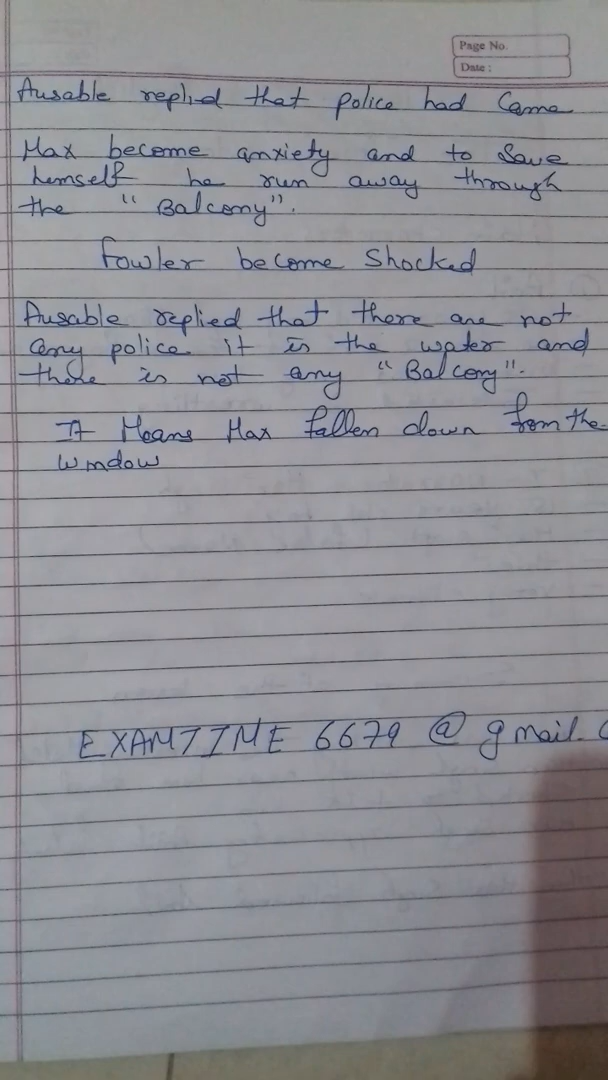 Page No.
Date :
Ausable replied that police had Came
Max become anxiety and to Save
himself he run away through
the "Balcony".
Fowler become Shocked
Ausable replied that there are not
any police it is the water and
there is not any "Balcony".
It Means Max fallen down from the
window
EXAMTIME 6679 @ gmail.